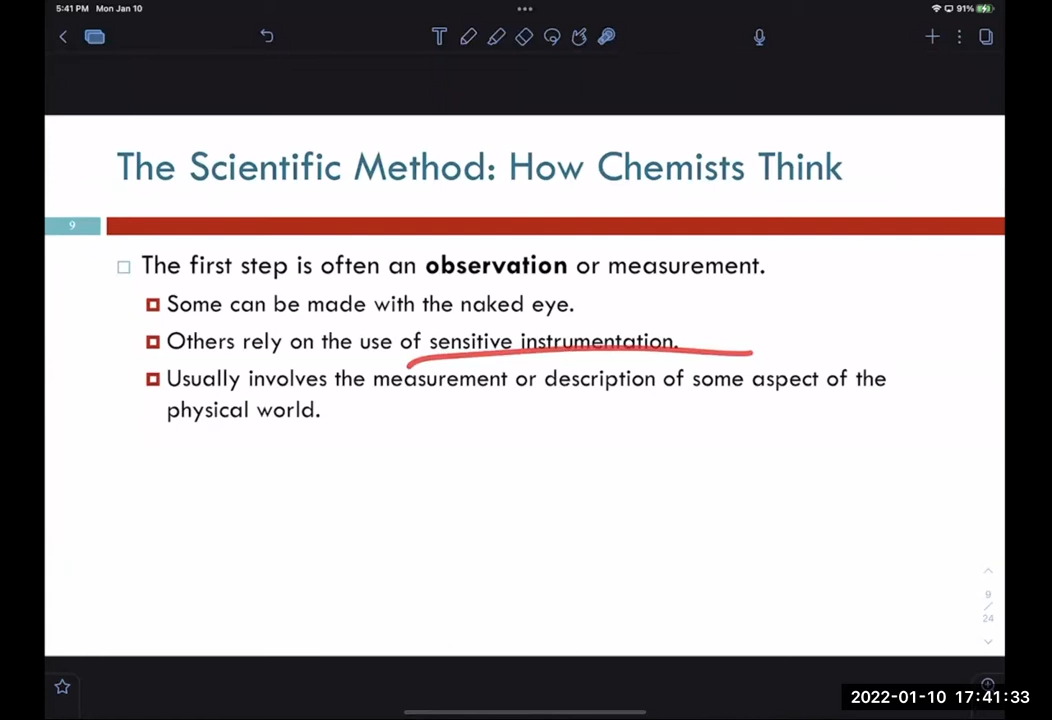 5:41 PM Mon Jan 10
91%
T
The Scientific Method: How Chemists Think
9
The first step is often an observation or measurement.
Some can be made with the naked eye.
Others rely on the use of sensitive instrumentation.
Usually involves the measurement or description of some aspect of the
physical world.
9
/
24
2022-01-10 17:41:33